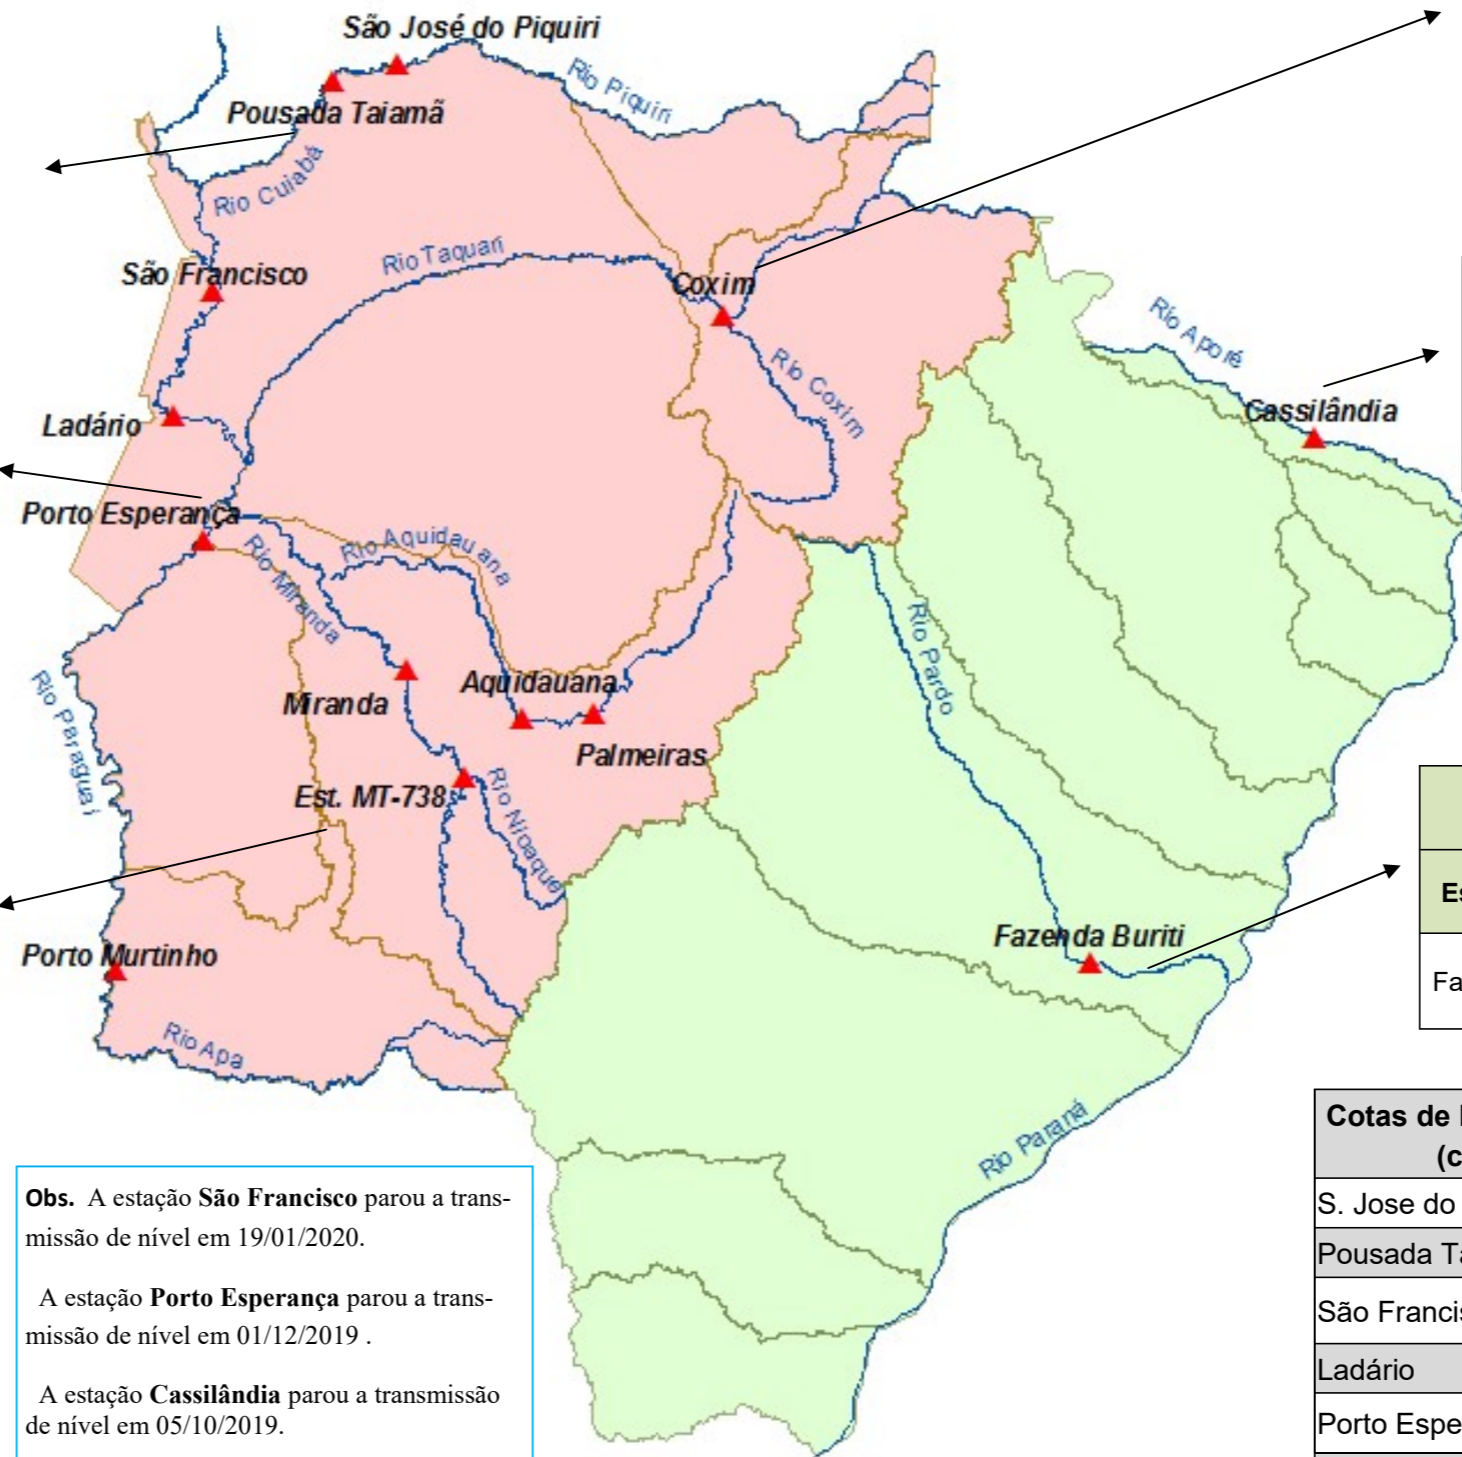 São José do Piquiri
Rio Piquiri
Pousada Taiamã
Rio Cuiabá
Rio Taquari
São Francisco
Coxim
Rio Aporé
Rio Coxim
Cassilândia
Ladário
Porto Esperança
Rio Aquidauana
Rio Miranda
Rio Pardo
Rio Paraguai
Aquidauana
Miranda
Palmeiras
Est. MT-738
Rio Nioaque
Es
Fazenda Buriti
Porto Murtinho
Fa
Rio Apa
Rio Paraná
Cotas de
(c
S. Jose do
Pousada Ta
São Francis
Ladário
Porto Espe
Obs. A estação São Francisco parou a trans-
missão de nível em 19/01/2020.
A estação Porto Esperança parou a trans-
missão de nível em 01/12/2019 .
A estação Cassilândia parou a transmissão
de nível em 05/10/2019.